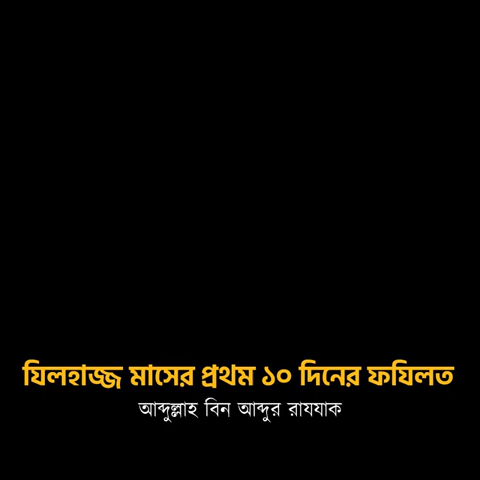 যিলহাজ্জ মাসের প্রথম ১০ দিনের ফযিলত
আব্দুল্লাহ বিন আব্দুর রাযযাক